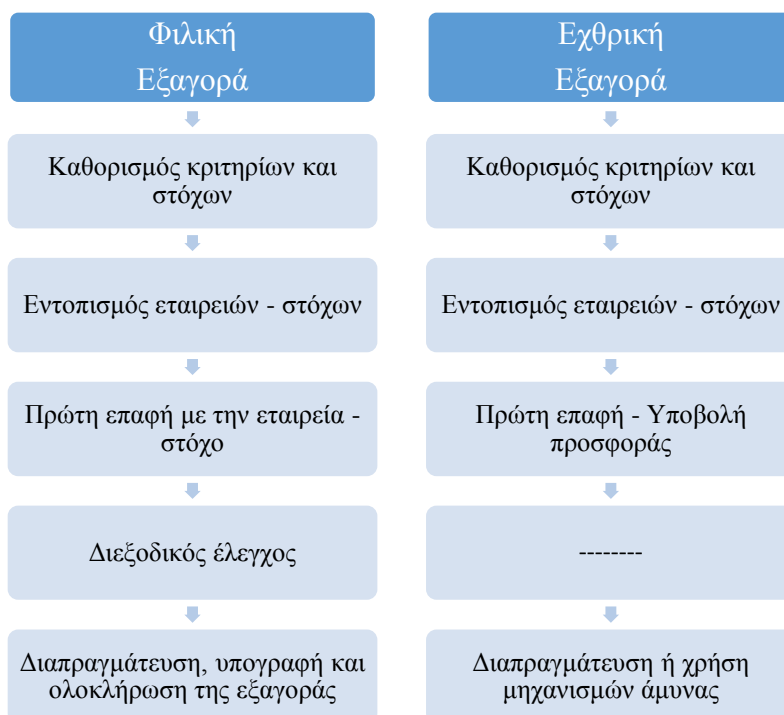 Φιλική
Εξαγορά
Καθορισμός κριτηρίων και
στόχων
Εντοπισμός εταιρειών - στόχων
Πρώτη επαφή με την εταιρεία -
στόχο
Διεξοδικός έλεγχος
Διαπραγμάτευση, υπογραφή και
ολοκλήρωση της εξαγοράς
Εχθρική
Εξαγορά
Καθορισμός κριτηρίων και
στόχων
Εντοπισμός εταιρειών - στόχων
Πρώτη επαφή - Υποβολή
προσφοράς
--------
Διαπραγμάτευση ή χρήση
μηχανισμών άμυνας